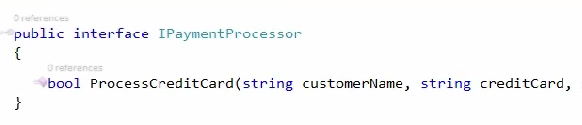 0 references
public interface IPaymentProcessor
{
0 references
bool ProcessCreditCard(string customerName, string creditCard,
}